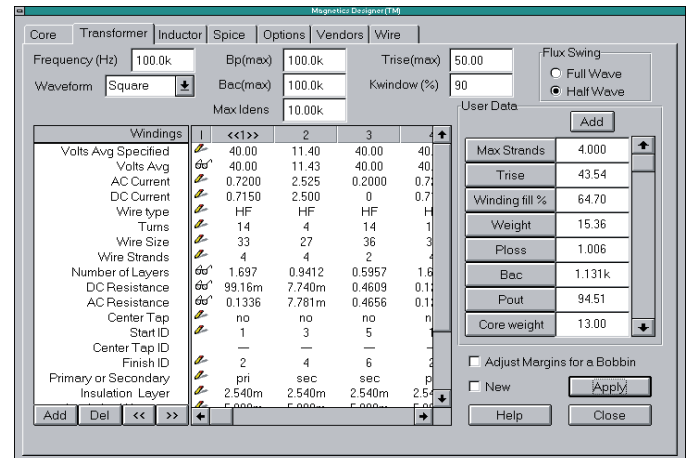 Magnetics Designer(TM)
Core Transformer Inductor Spice Options Vendors Wire
Frequency (Hz) 100.0k Bp(max) 100.0k Trise(max) 50.00 Flux Swing
Waveform Square Bac(max) 100.0k Kwindow (%) 90 Full Wave
Half Wave
Max Idens 10.00k User Data
Add
Windings I <<1>> 2 3 4
Volts Avg Specified 40.00 11.40 40.00 40.
Volts Avg 40.00 11.43 40.00 40.
AC Current 0.7200 2.525 0.2000
DC Current 0.7150 2.500 0
Wire type HF HF HF
Turns 14 4 14 1
Wire Size 33 27 36 3
Wire Strands 4 4 2
Number of Layers 1.697 0.9412 0.5957 1.6
DC Resistance 99.16m 7.740m 0.4609 0.1
AC Resistance 0.1336 7.781m 0.4656 0.1
Center Tap no no no
Start ID 1 3 5
Center Tap ID — — —
Finish ID 2 4 6
Primary or Secondary pri sec sec p
Insulation Layer 2.540m 2.540m 2.540m 2.54
Add Del << >>
Max Strands 4.000
Trise 43.54
Winding fill % 64.70
Weight 15.36
Ploss 1.006
Bac 1.131k
Pout 94.51
Core weight 13.00
Adjust Margins for a Bobbin
New Apply
Help Close